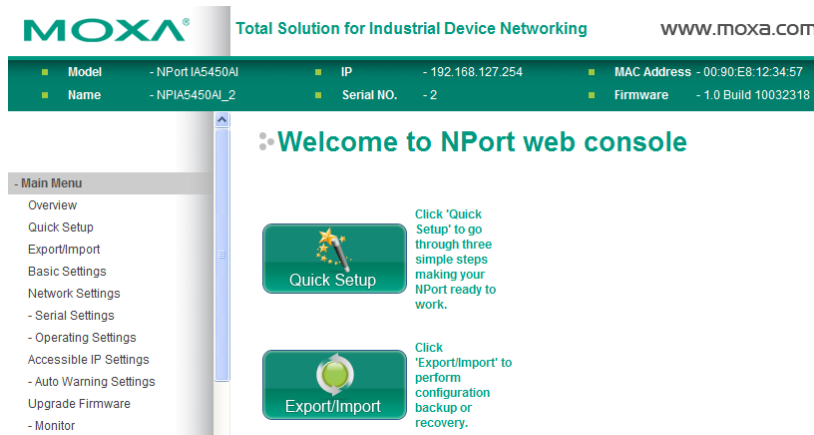 MOXA® Total Solution for Industrial Device Networking www.moxa.com
Model - NPort IA5450AI IP - 192.168.127.254 MAC Address - 00:90:E8:12:34:57
Name - NPIA5450AI_2 Serial NO. - 2 Firmware - 1.0 Build 10032318
Welcome to NPort web console
- Main Menu
Overview
Quick Setup
Export/Import
Basic Settings
Network Settings
- Serial Settings
- Operating Settings
Accessible IP Settings
- Auto Warning Settings
Upgrade Firmware
- Monitor
Quick Setup
Click 'Quick
Setup' to go
through three
simple steps
making your
NPort ready to
work.
Export/Import
Click
'Export/Import' to
perform
configuration
backup or
recovery.